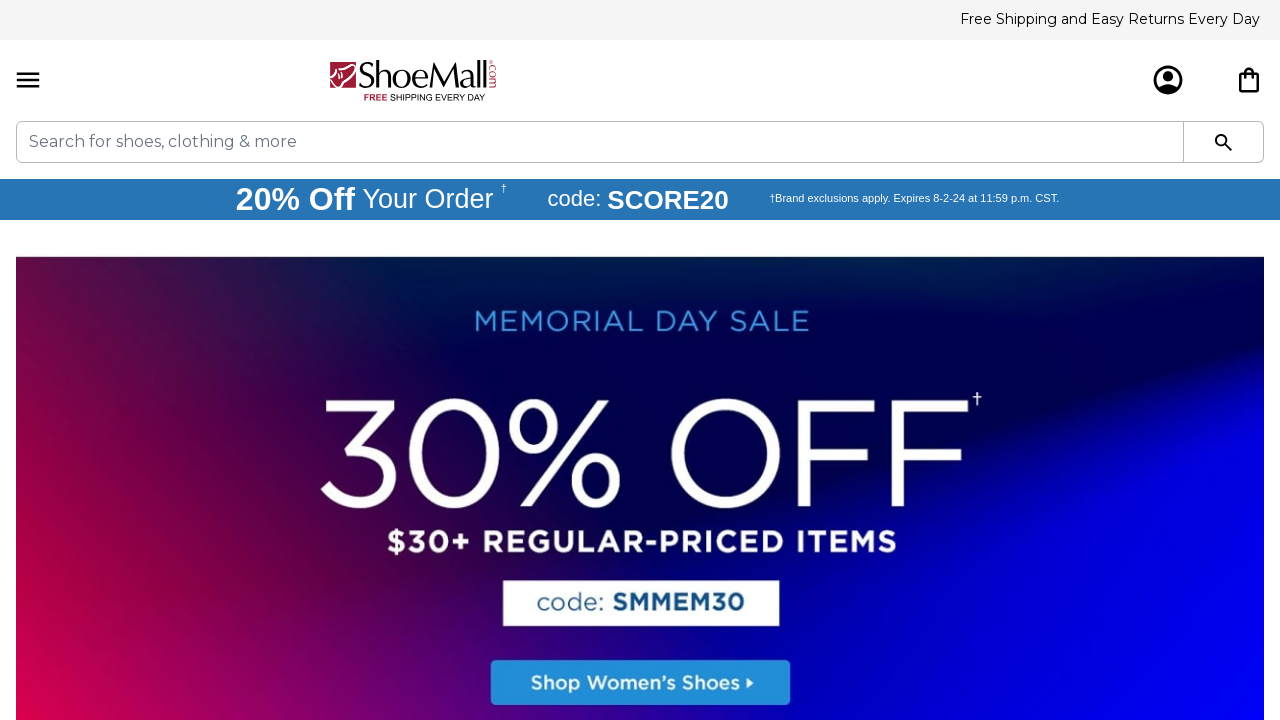 Free Shipping and Easy Returns Every Day
ShoeMall.com
FREE SHIPPING EVERY DAY
Search for shoes, clothing & more
20% Off Your Order † code: SCORE20 †Brand exclusions apply. Expires 8-2-24 at 11:59 p.m. CST.
MEMORIAL DAY SALE
30% OFF†
$30+ REGULAR-PRICED ITEMS
code: SMMEM30
Shop Women's Shoes